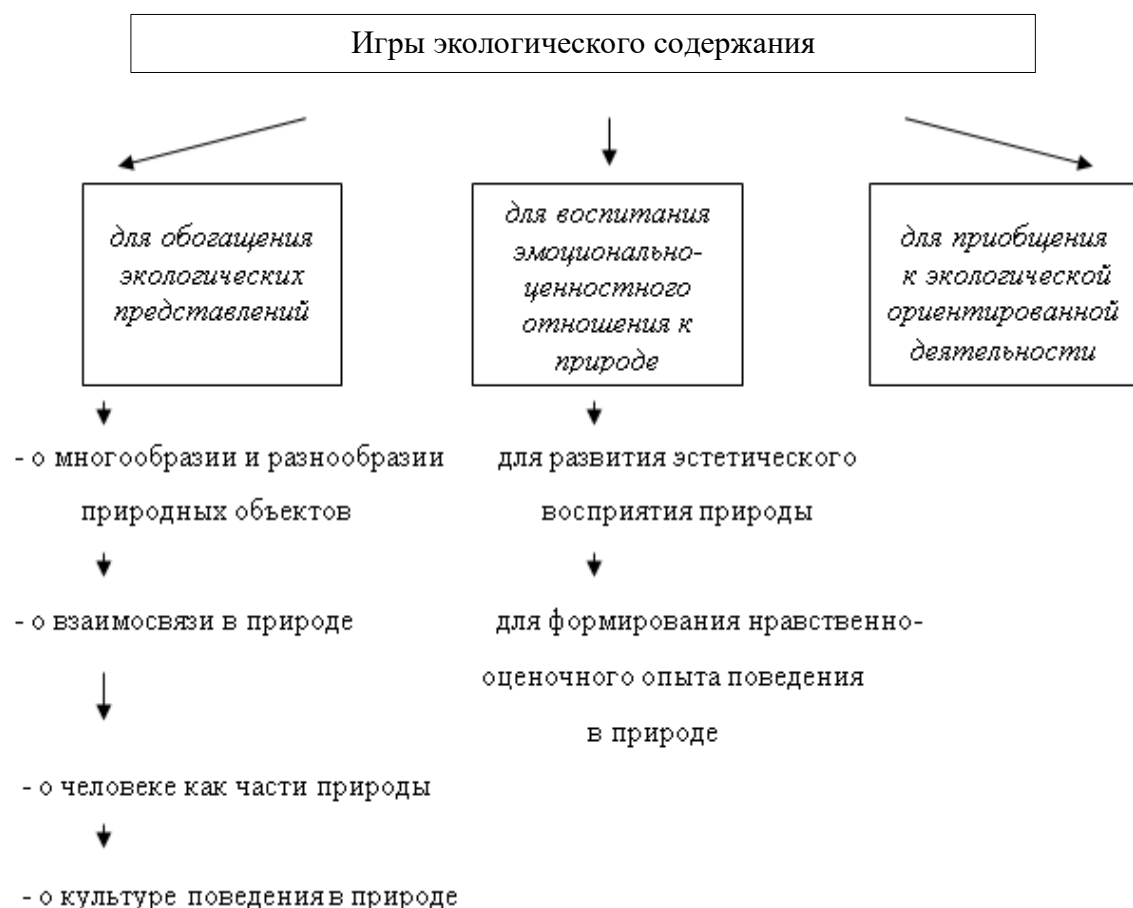 Игры экологического содержания
для обогащения
экологических
представлений
для воспитания
эмоционально-
ценностного
отношения к
природе
для приобщения
к экологической
ориентированной
деятельности
- о многообразии и разнообразии
природных объектов
- о взаимосвязи в природе
- о человеке как части природы
- о культуре поведения в природе
для развития эстетического
восприятия природы
для формирования нравственно-
оценочного опыта поведения
в природе